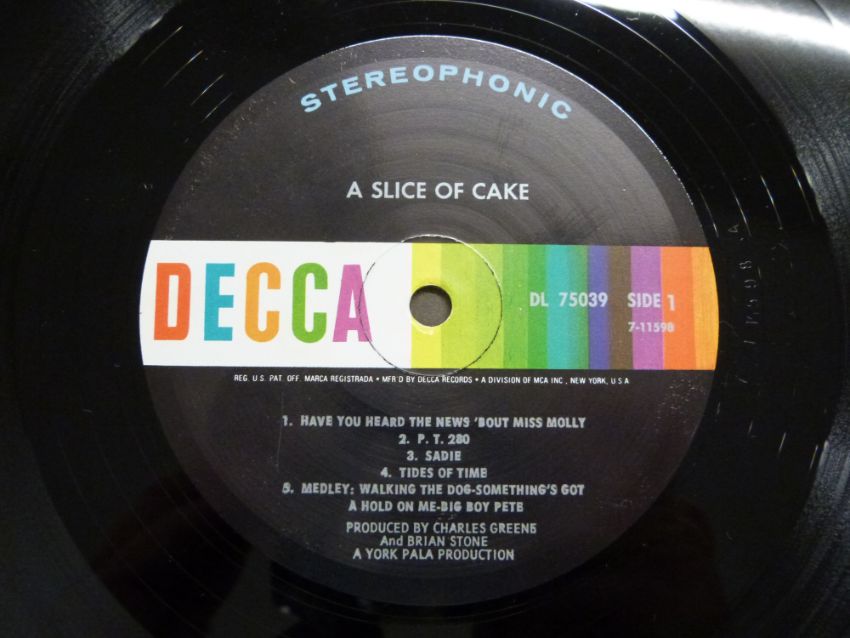 STEREOPHONIC
A SLICE OF CAKE
DECCA
DL 75039 SIDE 1
7-11598
REG. U.S. PAT. OFF. MARCA REGISTRADA • MFR'D BY DECCA RECORDS • A DIVISION OF MCA INC., NEW YORK, U.S.A
1. HAVE YOU HEARD THE NEWS 'BOUT MISS MOLLY
2. P. T. 280
3. SADIE
4. TIDES OF TIME
5. MEDLEY: WALKING THE DOG-SOMETHING'S GOT
A HOLD ON ME-BIG BOY PETE
PRODUCED BY CHARLES GREENE
And BRIAN STONE
A YORK PALA PRODUCTION